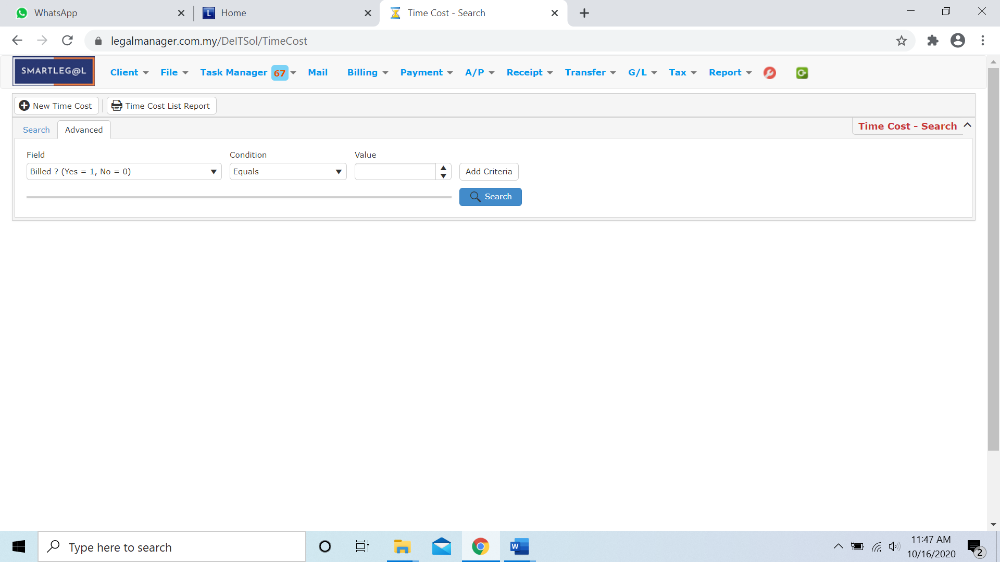 WhatsApp
Home
Time Cost - Search
legalmanager.com.my/DeITSol/TimeCost
SMARTLEG@L
Client
File
Task Manager 67
Mail
Billing
Payment
A/P
Receipt
Transfer
G/L
Tax
Report
New Time Cost
Time Cost List Report
Search
Advanced
Time Cost - Search
Field
Condition
Value
Billed ? (Yes = 1, No = 0)
Equals
Add Criteria
Search
Type here to search
W
11:47 AM
10/16/2020
2